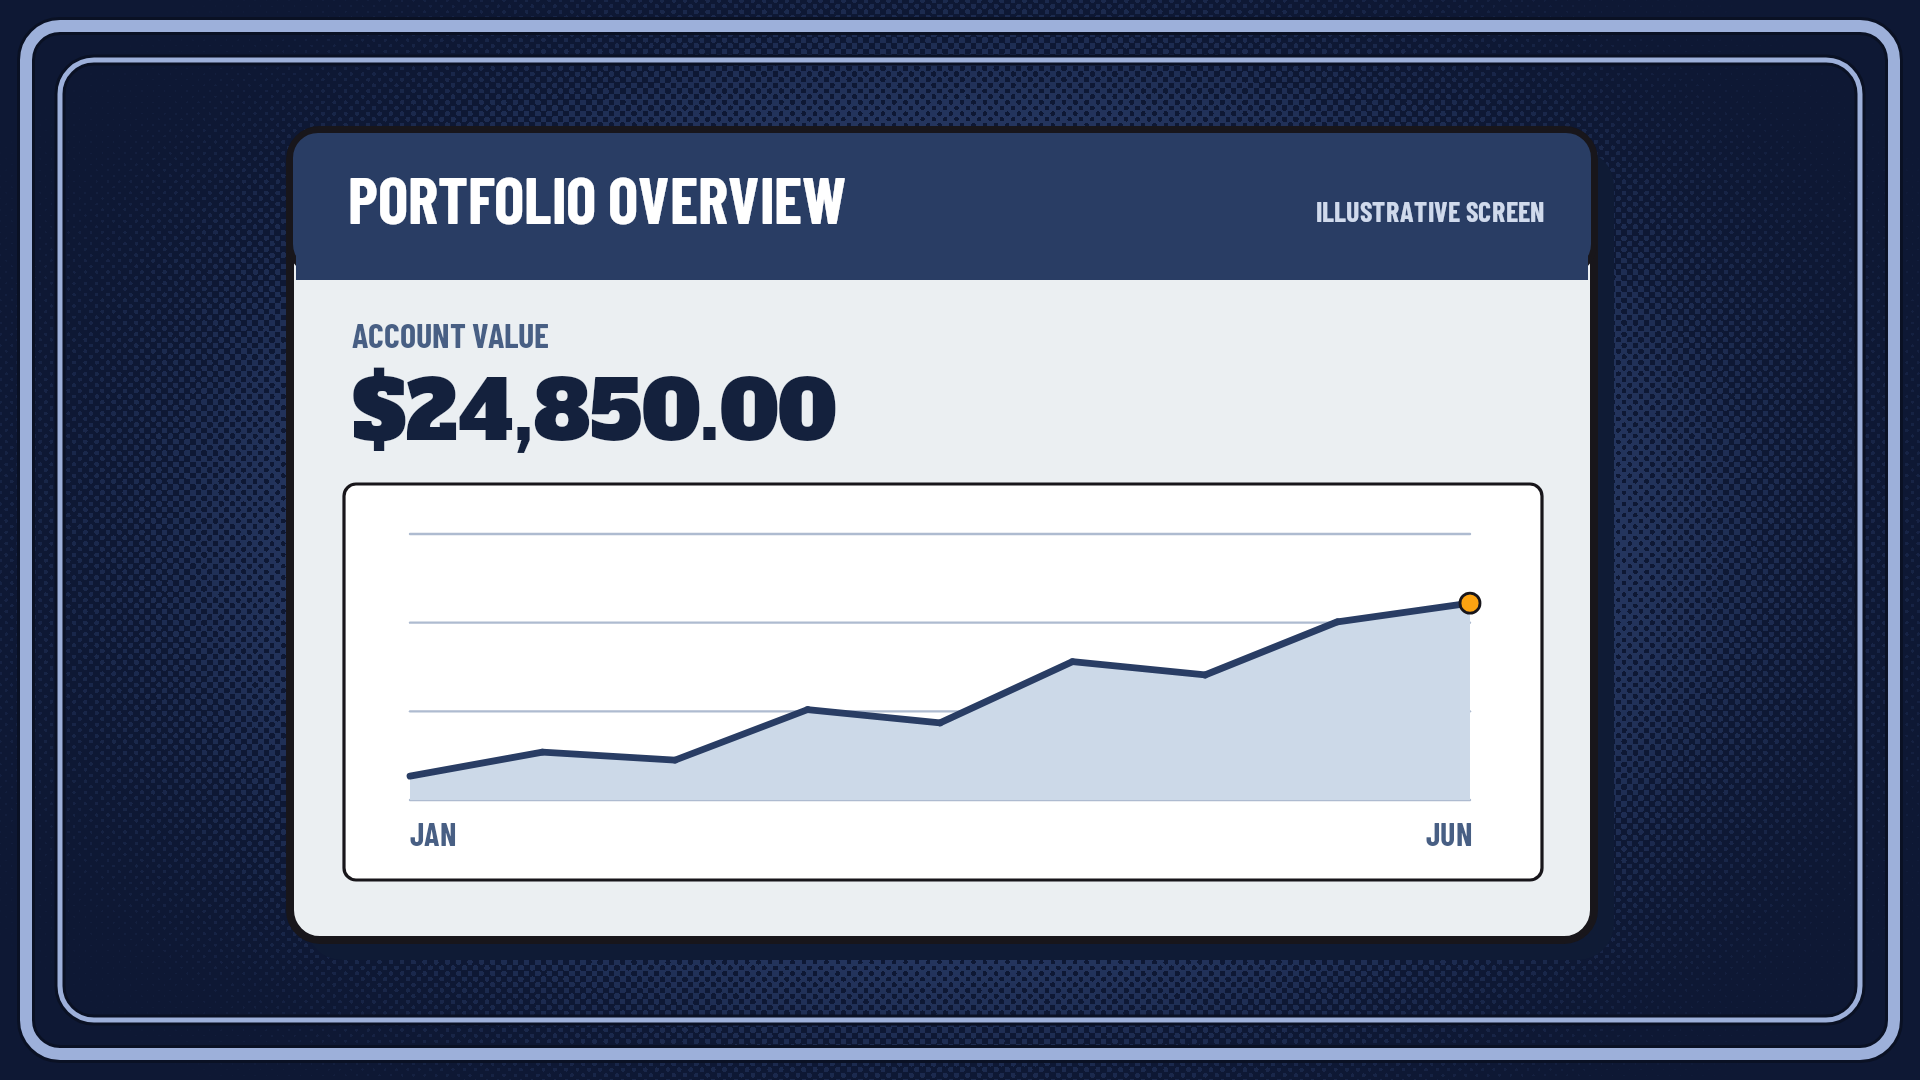 PORTFOLIO OVERVIEW
ILLUSTRATIVE SCREEN
ACCOUNT VALUE
$24,850.00
JAN
JUN